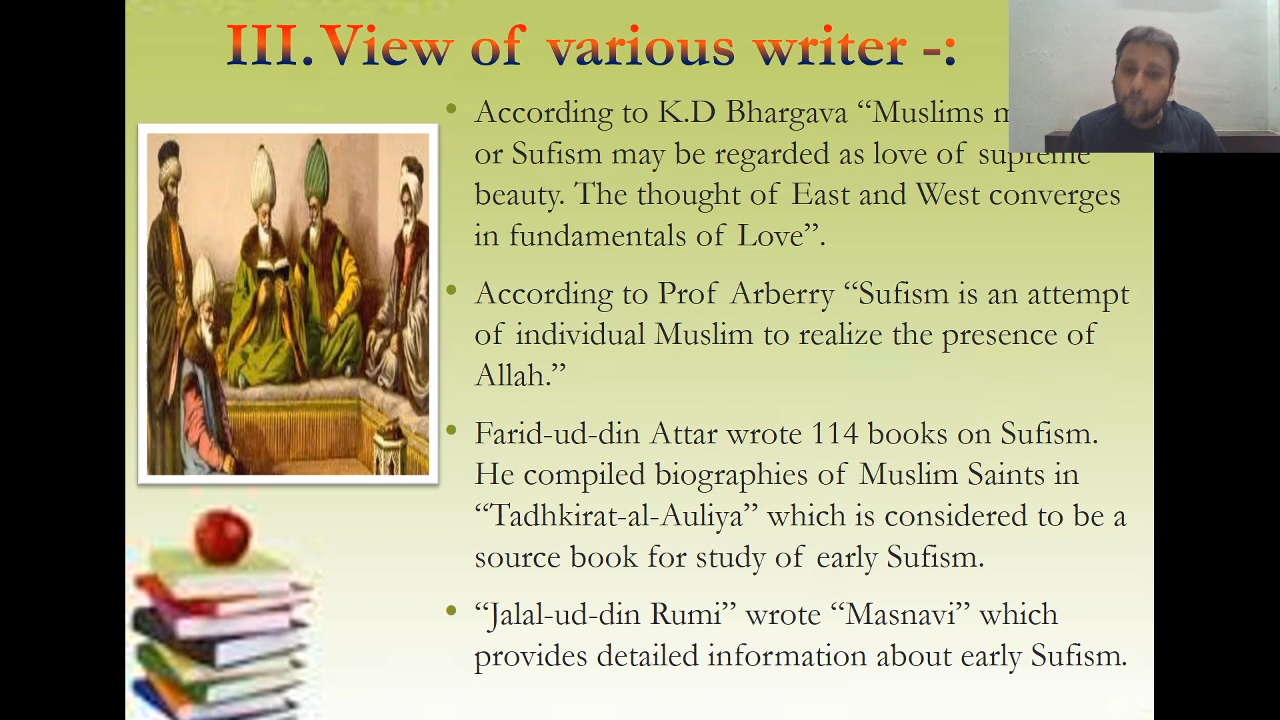 III. View of various writer -:
• According to K.D Bhargava “Muslims
or Sufism may be regarded as love of supreme
beauty. The thought of East and West converges
in fundamentals of Love”.
• According to Prof Arberry “Sufism is an attempt
of individual Muslim to realize the presence of
Allah.”
• Farid-ud-din Attar wrote 114 books on Sufism.
He compiled biographies of Muslim Saints in
“Tadhkirat-al-Auliya” which is considered to be a
source book for study of early Sufism.
• “Jalal-ud-din Rumi” wrote “Masnavi” which
provides detailed information about early Sufism.